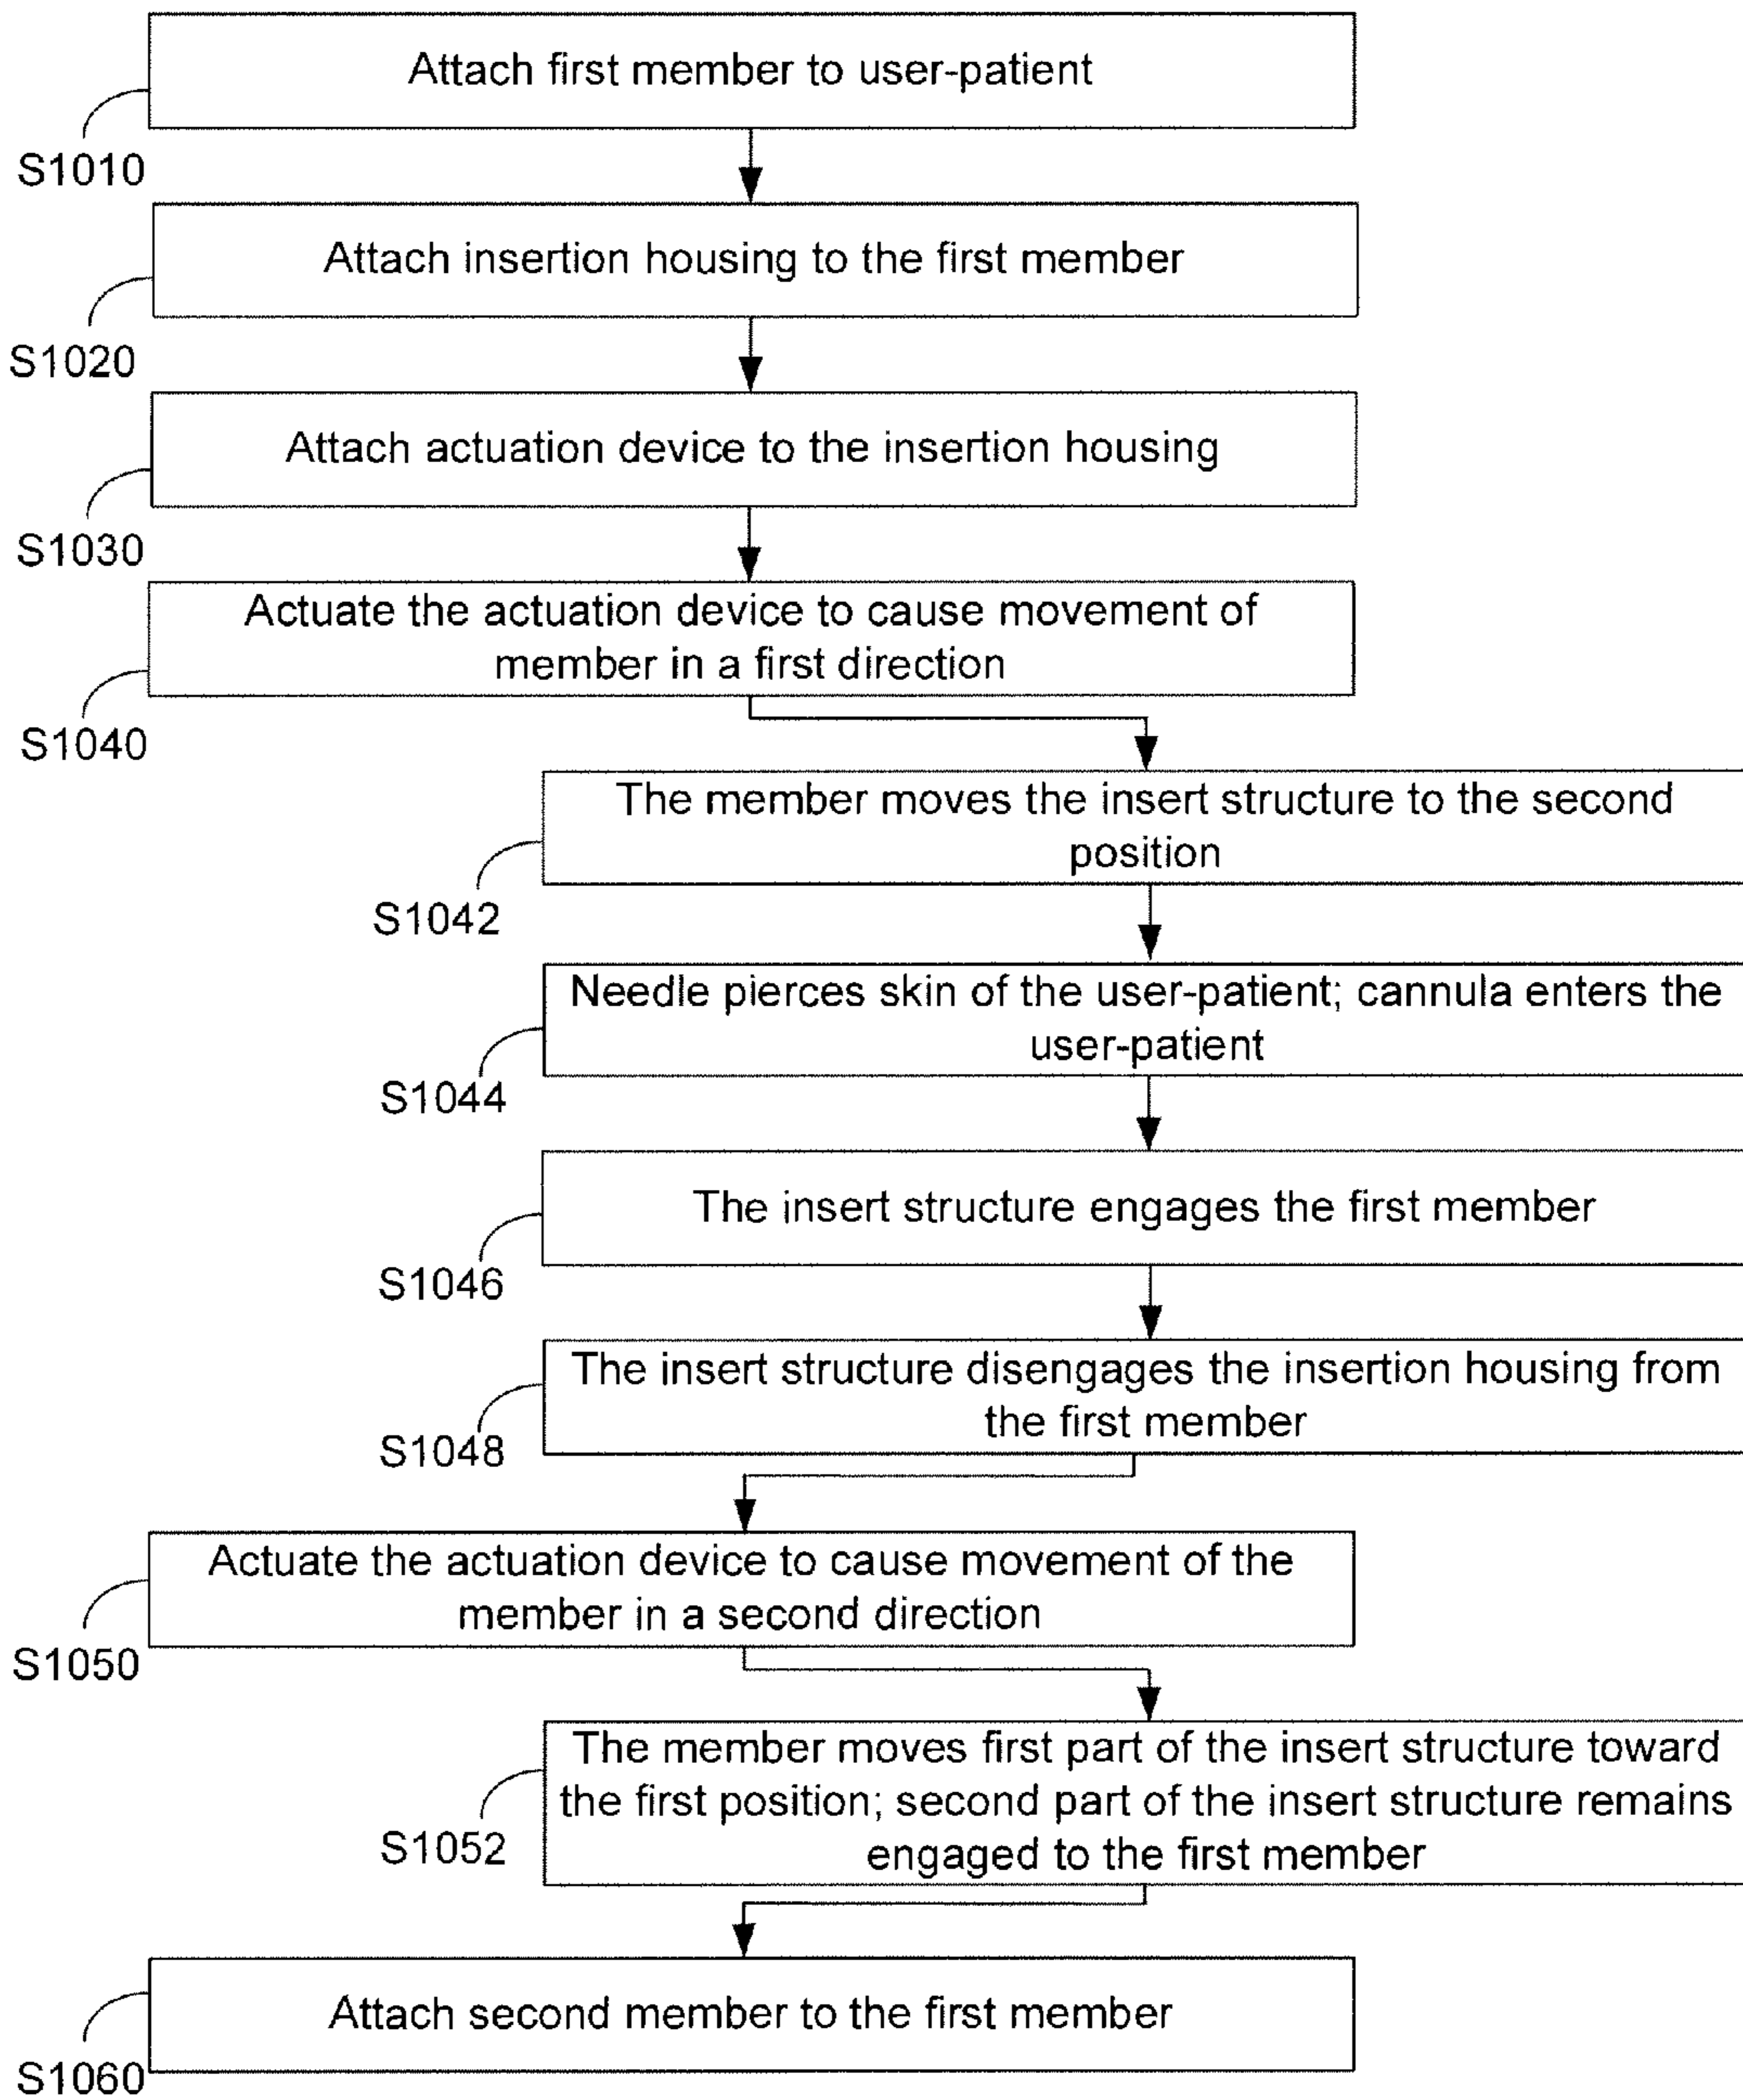 Attach first member to user-patient
S1010
Attach insertion housing to the first member
S1020
Attach actuation device to the insertion housing
S1030
Actuate the actuation device to cause movement of
member in a first direction
S1040
The member moves the insert structure to the second
position
S1042
Needle pierces skin of the user-patient; cannula enters the
user-patient
S1044
The insert structure engages the first member
S1046
The insert structure disengages the insertion housing from
the first member
S1048
Actuate the actuation device to cause movement of the
member in a second direction
S1050
The member moves first part of the insert structure toward
the first position; second part of the insert structure remains
engaged to the first member
S1052
Attach second member to the first member
S1060